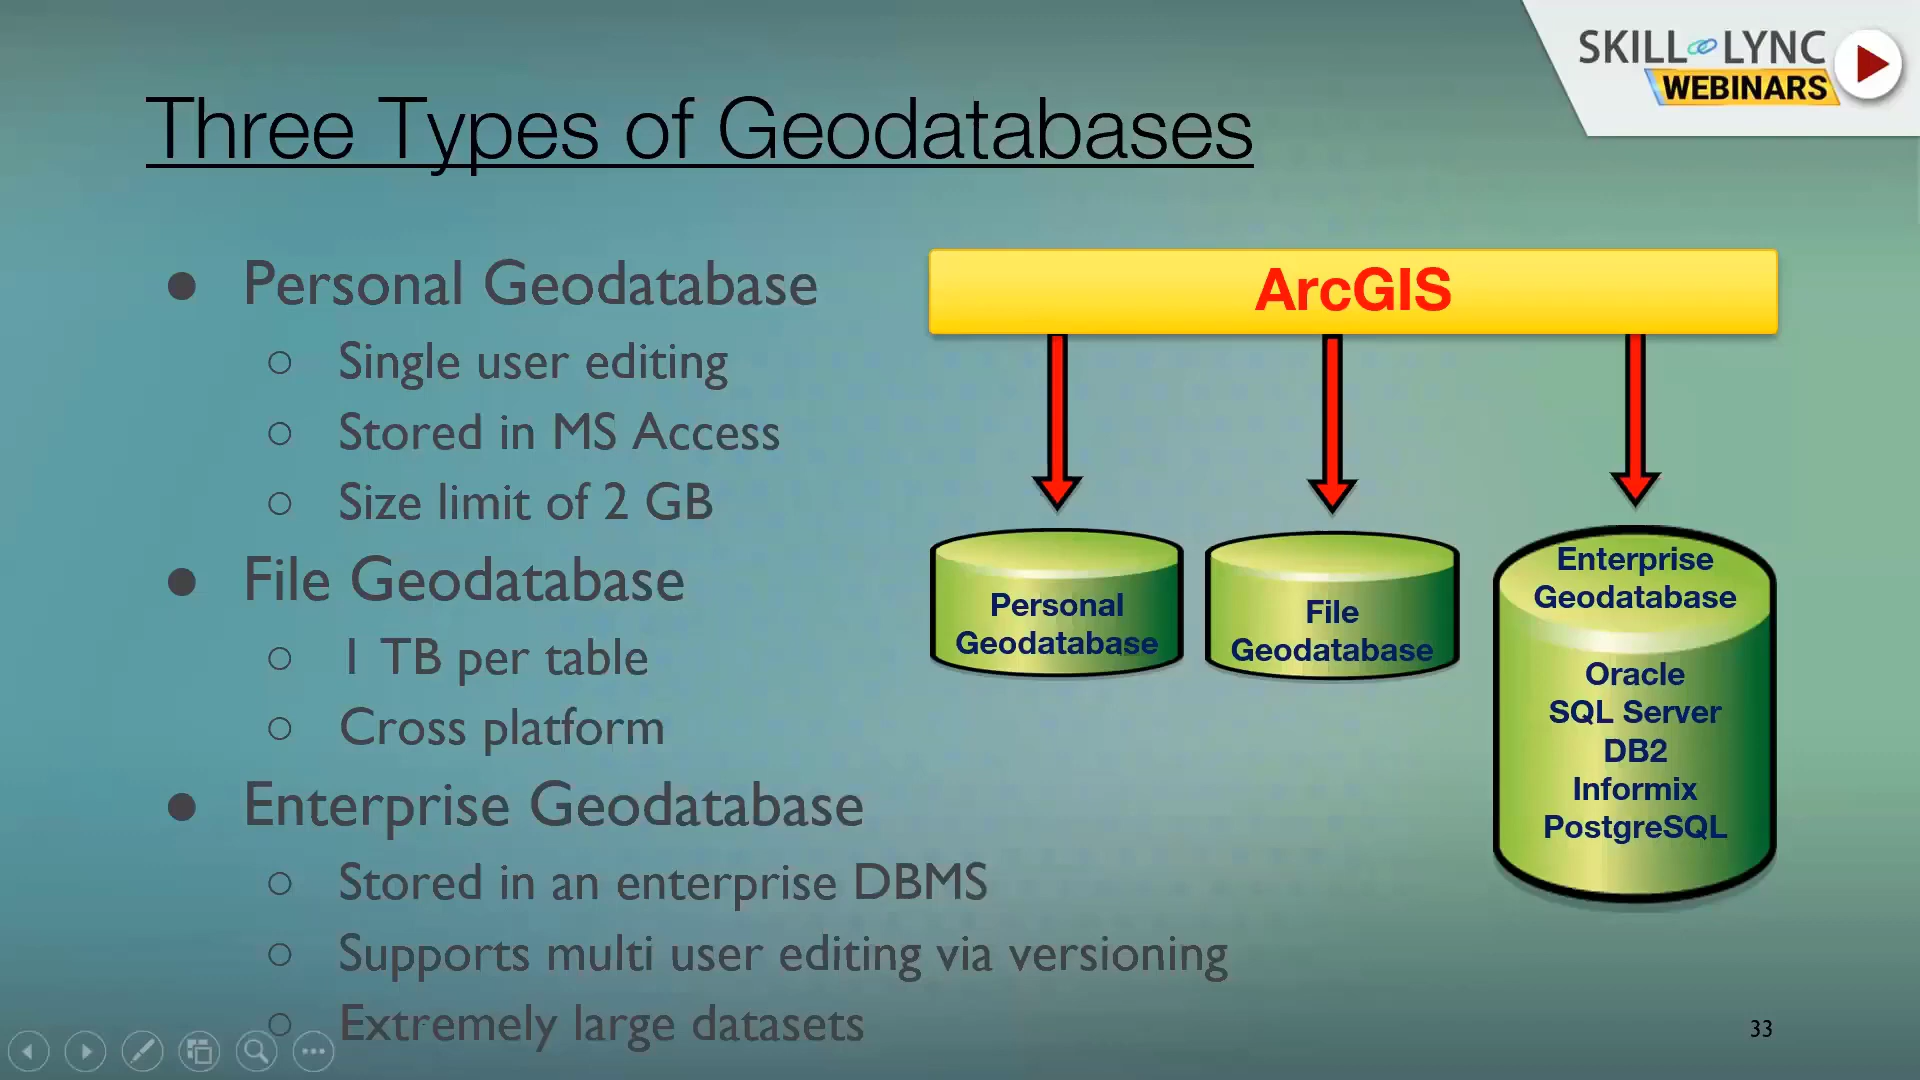 SKILL LYNC
WEBINARS
Three Types of Geodatabases
● Personal Geodatabase
○ Single user editing
○ Stored in MS Access
○ Size limit of 2 GB
● File Geodatabase
○ 1 TB per table
○ Cross platform
● Enterprise Geodatabase
○ Stored in an enterprise DBMS
○ Supports multi user editing via versioning
○ Extremely large datasets
ArcGIS
Personal
Geodatabase
File
Geodatabase
Enterprise
Geodatabase
Oracle
SQL Server
DB2
Informix
PostgreSQL
33